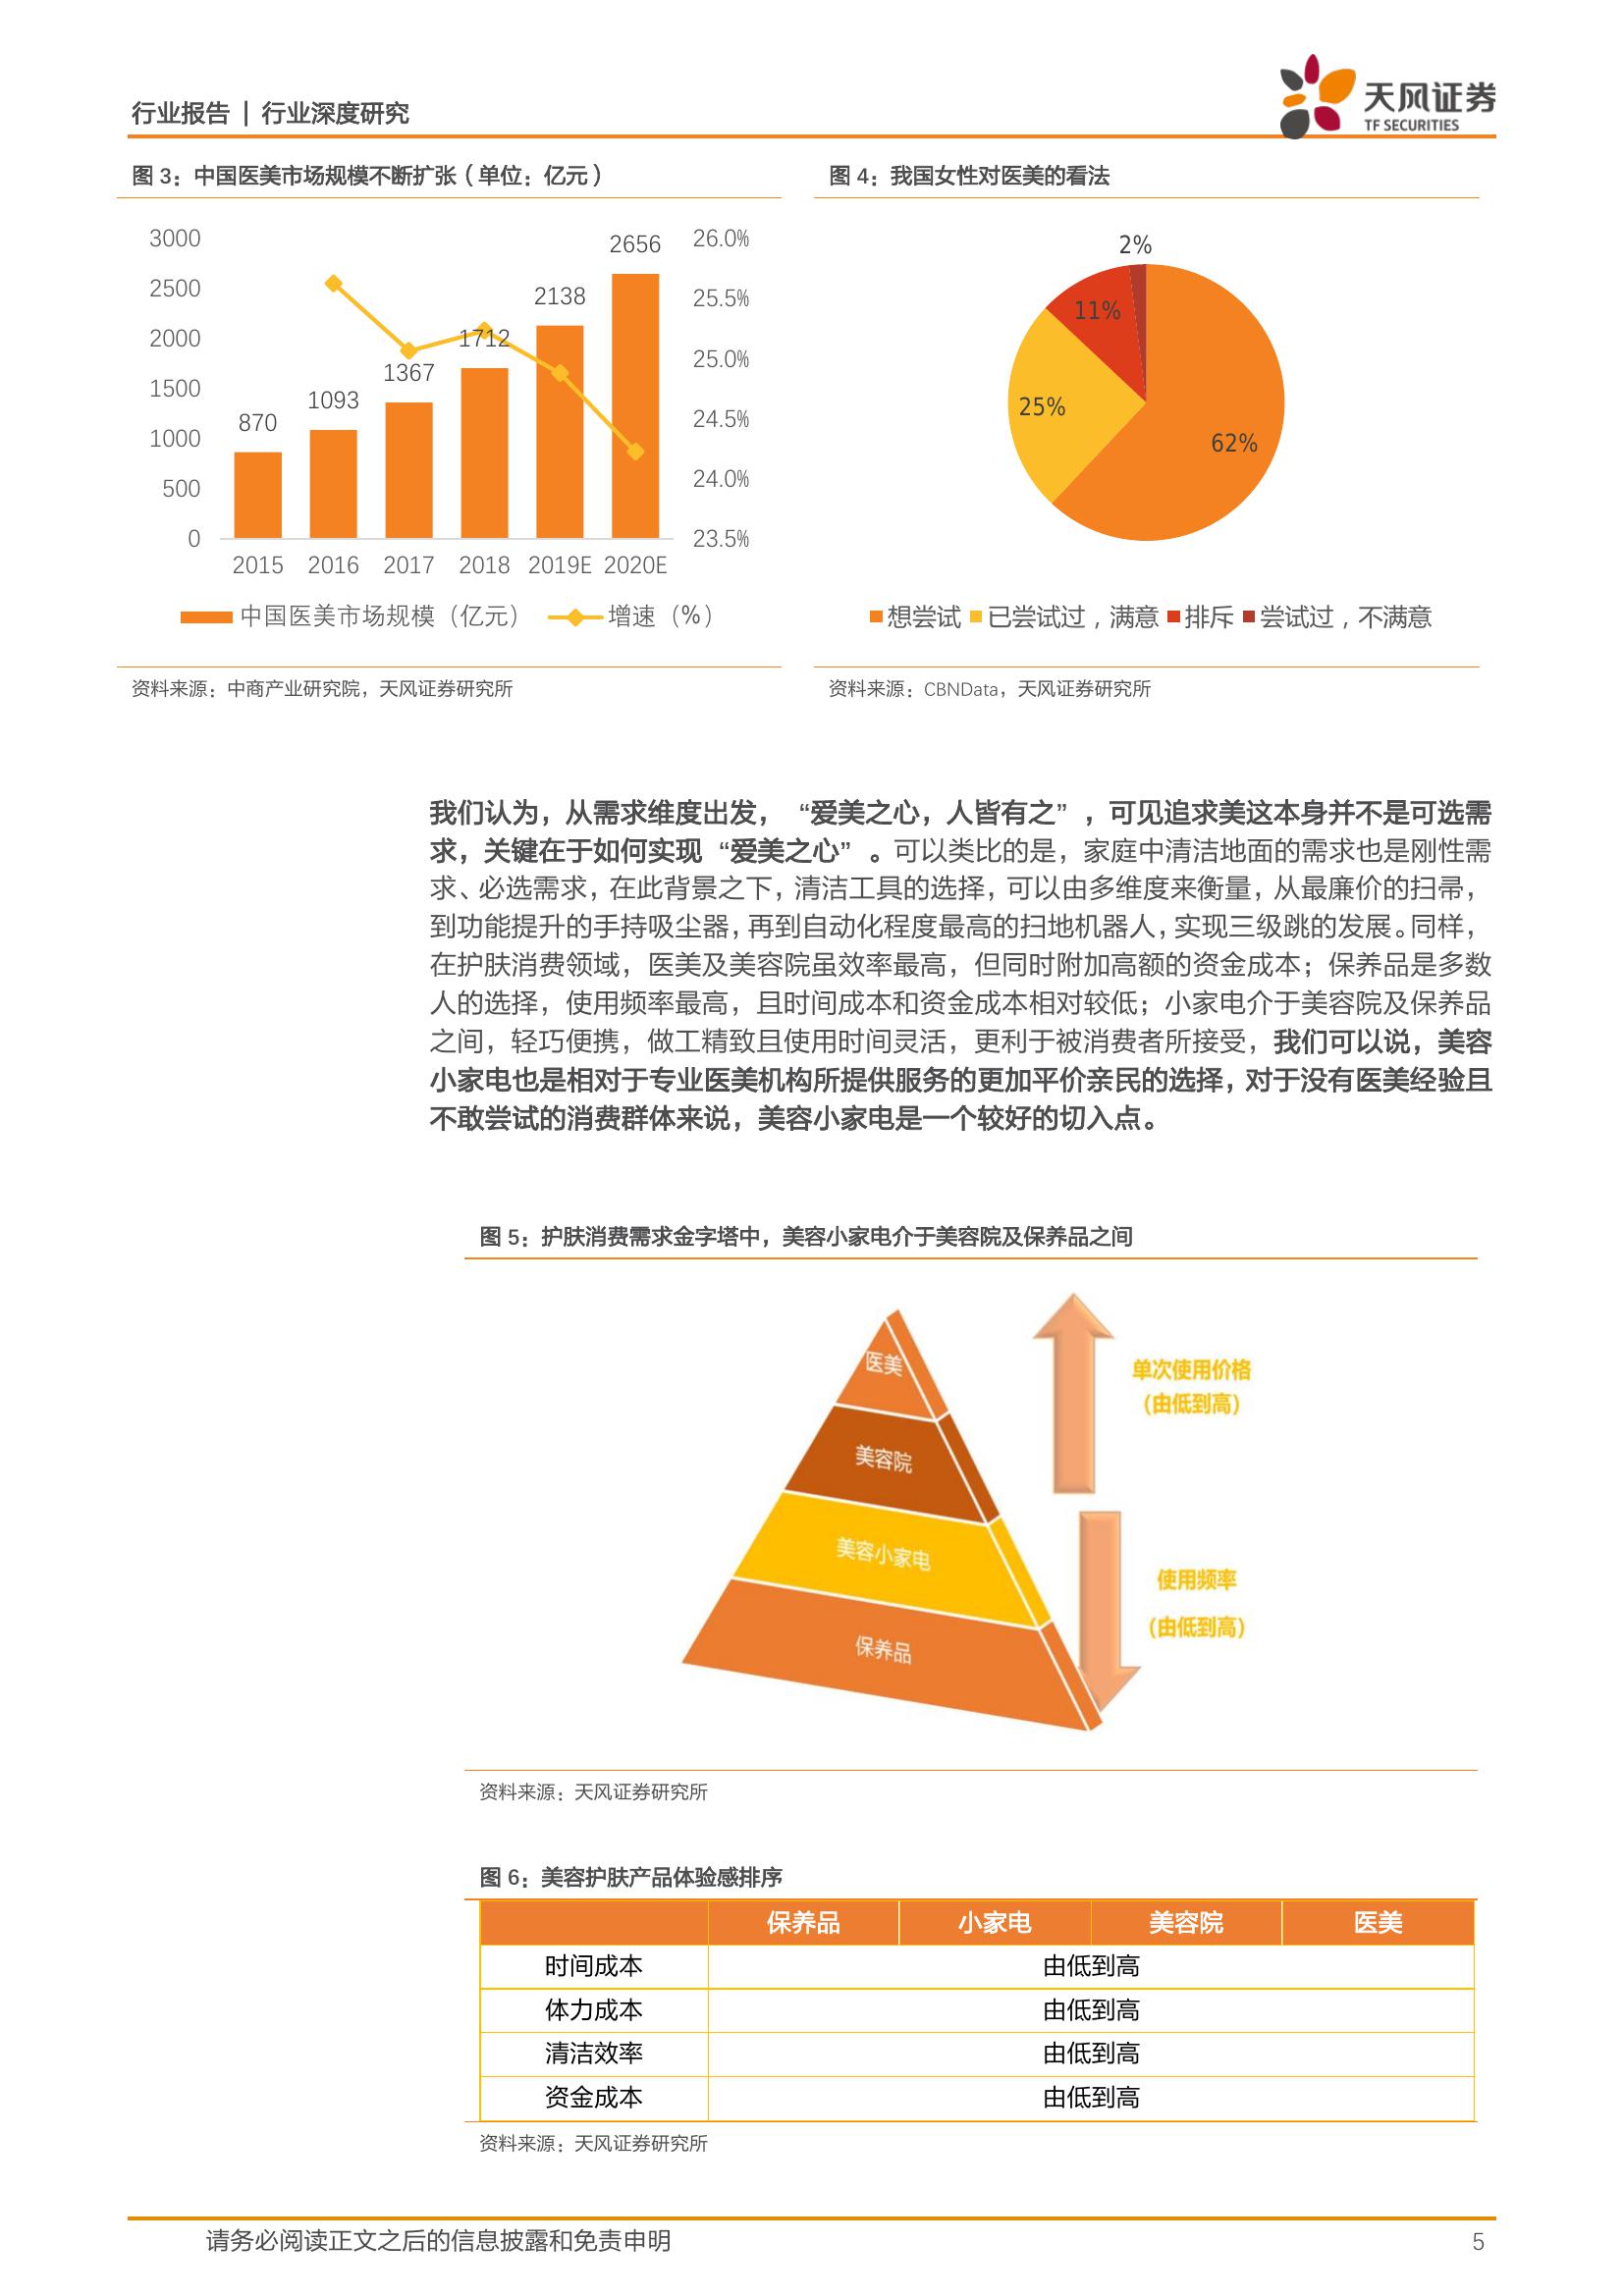 行业报告 | 行业深度研究
天风证券
TF SECURITIES
图 3：中国医美市场规模不断扩张（单位：亿元）
3000
2500
2000
1500
1000
500
0
870
1093
1367
1712
2138
2656
26.0%
25.5%
25.0%
24.5%
24.0%
23.5%
2015 2016 2017 2018 2019E 2020E
中国医美市场规模（亿元） 增速（%）
资料来源：中商产业研究院，天风证券研究所
图 4：我国女性对医美的看法
2%
11%
25%
62%
想尝试 已尝试过，满意 排斥 尝试过，不满意
资料来源：CBNData，天风证券研究所
我们认为，从需求维度出发，“爱美之心，人皆有之”，可见追求美这本身并不是可选需
求，关键在于如何实现“爱美之心”。可以类比的是，家庭中清洁地面的需求也是刚性需
求、必选需求，在此背景之下，清洁工具的选择，可以由多维度来衡量，从最廉价的扫帚，
到功能提升的手持吸尘器，再到自动化程度最高的扫地机器人，实现三级跳的发展。同样，
在护肤消费领域，医美及美容院虽效率最高，但同时附加高额的资金成本；保养品是多数
人的选择，使用频率最高，且时间成本和资金成本相对较低；小家电介于美容院及保养品
之间，轻巧便携，做工精致且使用时间灵活，更利于被消费者所接受，我们可以说，美容
小家电也是相对于专业医美机构所提供服务的更加平价亲民的选择，对于没有医美经验且
不敢尝试的消费群体来说，美容小家电是一个较好的切入点。
图 5：护肤消费需求金字塔中，美容小家电介于美容院及保养品之间
医美
美容院
美容小家电
保养品
单次使用价格
（由低到高）
使用频率
（由低到高）
资料来源：天风证券研究所
图 6：美容护肤产品体验感排序
保养品 小家电 美容院 医美
时间成本 由低到高
体力成本 由低到高
清洁效率 由低到高
资金成本 由低到高
资料来源：天风证券研究所
请务必阅读正文之后的信息披露和免责申明 5